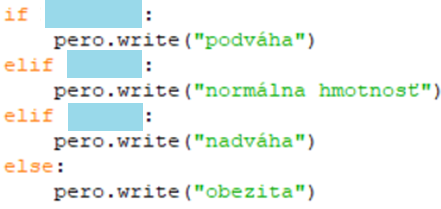 if :
pero.write("podváha")
elif :
pero.write("normálna hmotnosť")
elif :
pero.write("nadváha")
else:
pero.write("obezita")